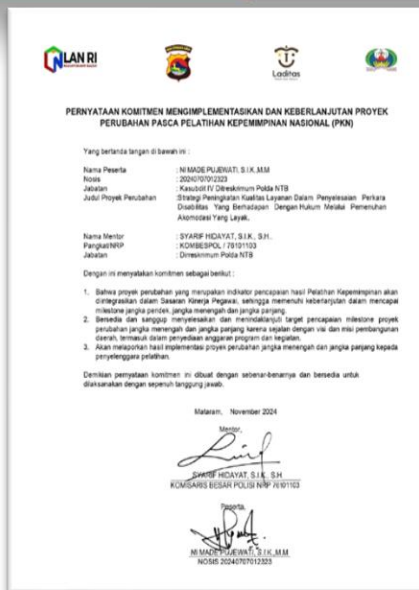 LAN RI
Laditas
PERNYATAAN KOMITMEN MENGIMPLEMENTASIKAN DAN KEBERLANJUTAN PROYEK
PERUBAHAN PASCA PELATIHAN KEPEMIMPINAN NASIONAL (PKN)
Yang bertanda tangan di bawah ini :
Nama Peserta : NI MADE PUJEWATI, S.I.K.,M.M
Nosis : 20240707012323
Jabatan : Kasubdit IV Ditreskrimum Polda NTB
Judul Proyek Perubahan :Strategi Peningkatan Kualitas Layanan Dalam Penyelesaian Perkara
Disabilitas Yang Berhadapan Dengan Hukum Melalui Pemenuhan
Akomodasi Yang Layak.
Nama Mentor : SYARIF HIDAYAT, S.I.K., S.H..
Pangkat/NRP : KOMBESPOL / 78101103
Jabatan : Dirreskrimum Polda NTB
Dengan ini menyatakan komitmen sebagai berikut :
1. Bahwa proyek perubahan yang merupakan indikator pencapaian hasil Pelatihan Kepemimpinan akan
diintegrasikan dalam Sasaran Kinerja Pegawai, sehingga memenuhi keberlanjutan dalam mencapai
milestone jangka pendek, jangka menengah dan jangka panjang.
2. Bersedia dan sanggup menyelesaikan dan menindaklanjuti target pencapaian milestone proyek
perubahan jangka menengah dan jangka panjang karena sejalan dengan visi dan misi pembangunan
daerah, termasuk dalam penyediaan anggaran program dan kegiatan.
3. Akan melaporkan hasil implementasi proyek perubahan jangka menengah dan jangka panjang kepada
penyelenggara pelatihan.
Demikian pernyataan komitmen ini dibuat dengan sebenar-benarnya dan bersedia untuk
dilaksanakan dengan sepenuh tanggung jawab.
Mataram, November 2024
Mentor,
SYARIF HIDAYAT, S.I.K., S.H
KOMISARIS BESAR POLISI NRP 78101103
Peserta,
NI MADE PUJEWATI, S.I.K.,M.M
NOSIS 20240707012323